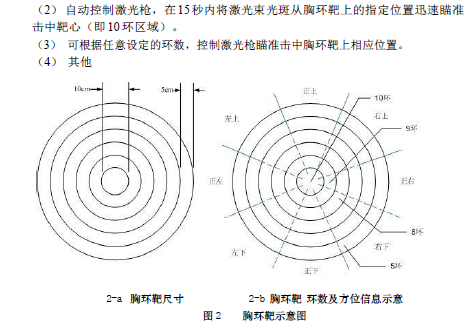 (2) 自动控制激光枪,在15秒内将激光束光斑从胸环靶上的指定位置迅速瞄准
击中靶心(即10环区域)。
(3) 可根据任意设定的环数,控制激光枪瞄准击中胸环靶上相应位置。
(4) 其他
10cm
5cm
正上
10环
左上
右上
9环
正左
正右
8环
左下
右下
正下
5环
2-a 胸环靶尺寸
2-b 胸环靶 环数及方位信息示意
图2 胸环靶示意图